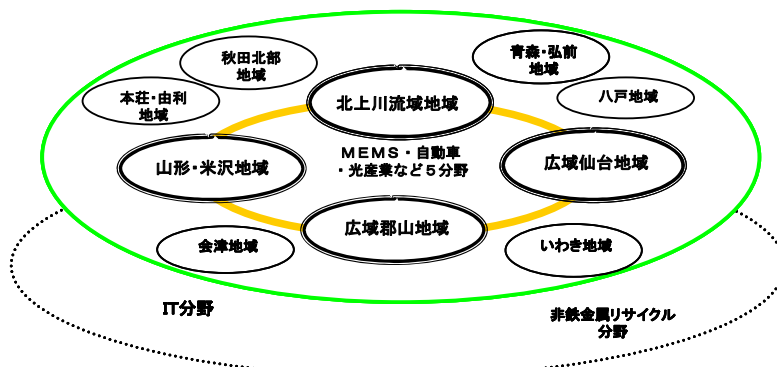 秋田北部
地域
青森・弘前
地域
本荘・由利
地域
北上川流域地域
八戸地域
MEMS・自動車
・光産業など5分野
山形・米沢地域
広域仙台地域
広域郡山地域
会津地域
いわき地域
IT分野
非鉄金属リサイクル
分野